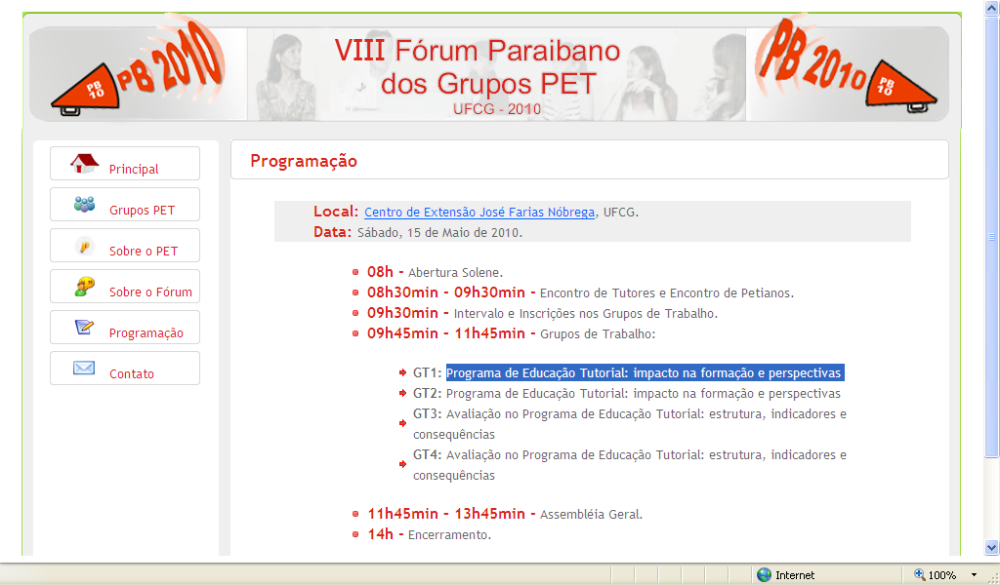 PB 2010
PB 10
VIII Fórum Paraibano
dos Grupos PET
UFCG - 2010
PB 2010
PB 10
Principal
Grupos PET
Sobre o PET
Sobre o Fórum
Programação
Contato
Programação
Local: Centro de Extensão José Farias Nóbrega, UFCG.
Data: Sábado, 15 de Maio de 2010.
08h - Abertura Solene.
08h30min - 09h30min - Encontro de Tutores e Encontro de Petianos.
09h30min - Intervalo e Inscrições nos Grupos de Trabalho.
09h45min - 11h45min - Grupos de Trabalho:
GT1: Programa de Educação Tutorial: impacto na formação e perspectivas
GT2: Programa de Educação Tutorial: impacto na formação e perspectivas
GT3: Avaliação no Programa de Educação Tutorial: estrutura, indicadores e
consequências
GT4: Avaliação no Programa de Educação Tutorial: estrutura, indicadores e
consequências
11h45min - 13h45min - Assembléia Geral.
14h - Encerramento.
Internet
100%